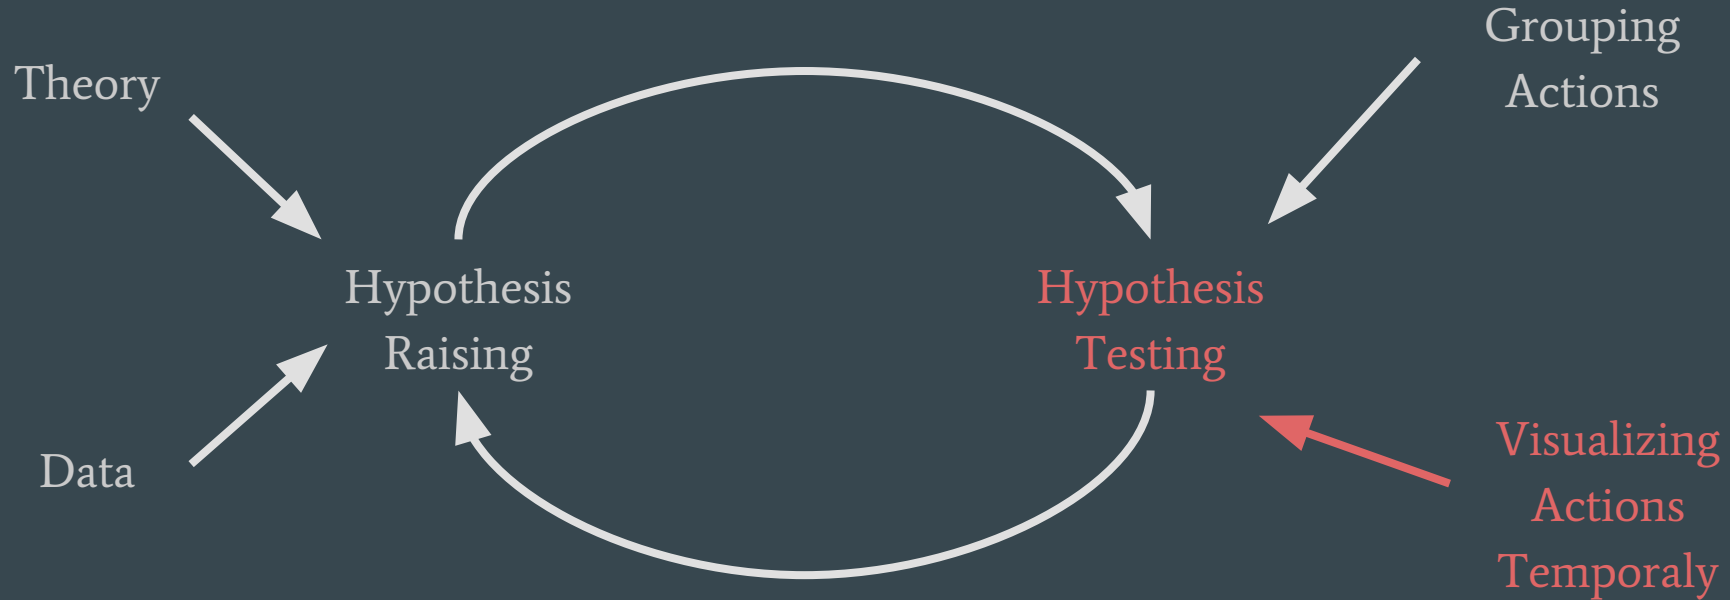 Theory
Grouping
Actions
Hypothesis
Raising
Hypothesis
Testing
Data
Visualizing
Actions
Temporaly